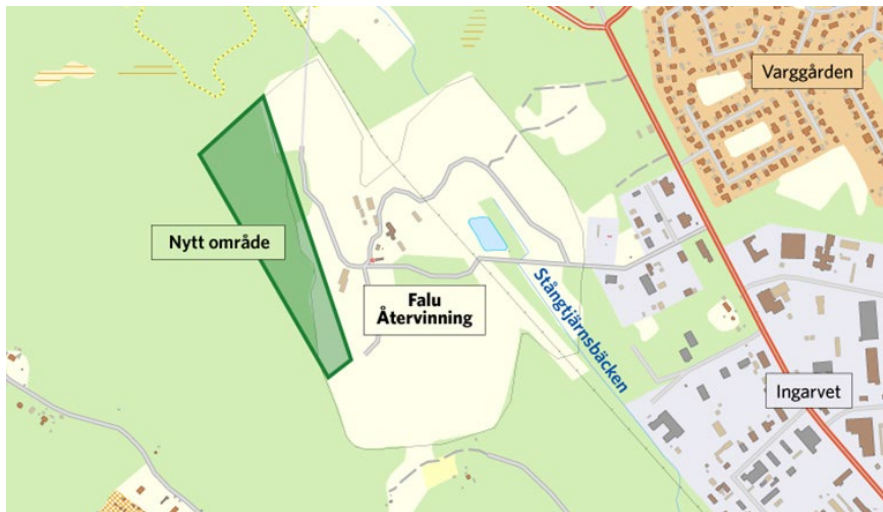 Varggården
Nytt område
Falu
Återvinning
Stångtjärnsbäcken
Ingarvet